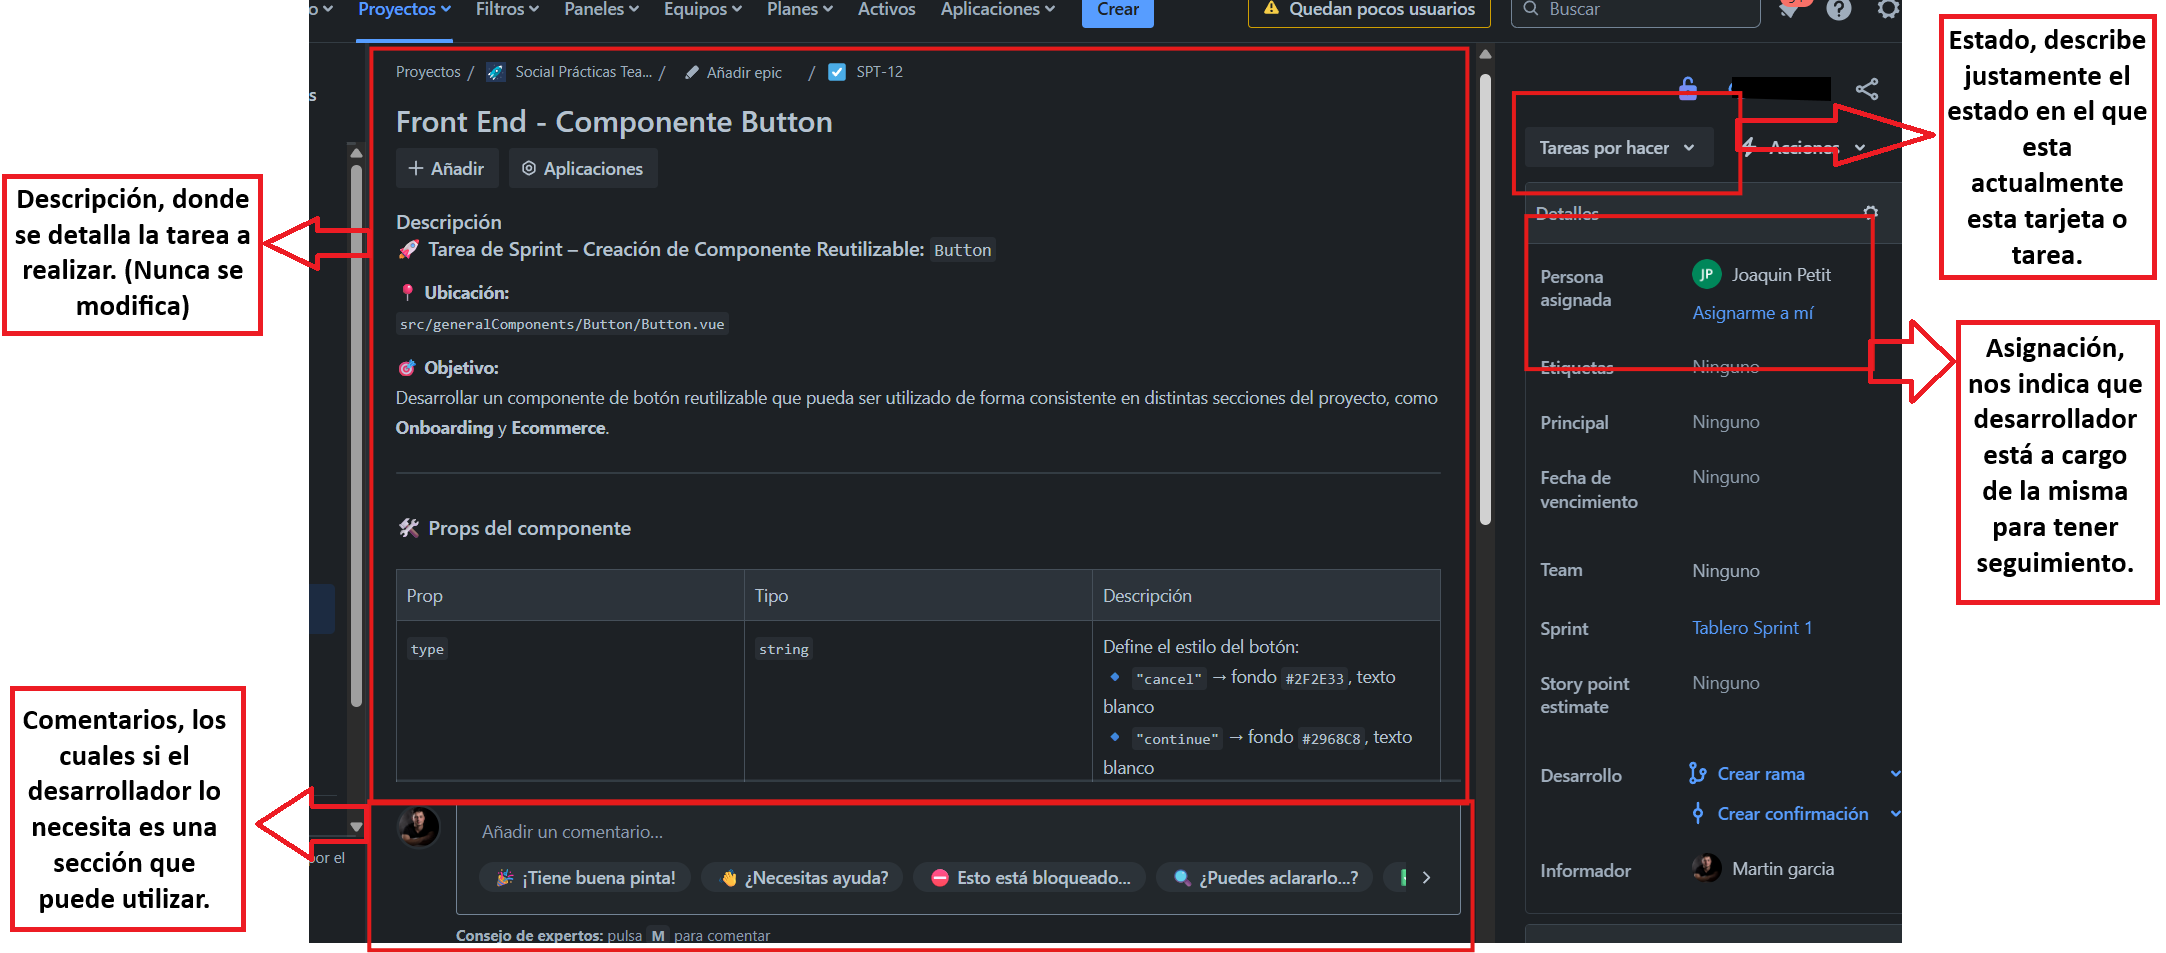 Proyectos
Filtros
Paneles
Equipos
Planes
Activos
Aplicaciones
Crear
Quedan pocos usuarios
Buscar
Proyectos / Social Prácticas Tea... / Añadir epic / SPT-12
Front End - Componente Button
Añadir
Aplicaciones
Descripción
🚀 Tarea de Sprint – Creación de Componente Reutilizable: Button
📍 Ubicación:
src/generalComponents/Button/Button.vue
🎯 Objetivo:
Desarrollar un componente de botón reutilizable que pueda ser utilizado de forma consistente en distintas secciones del proyecto, como
Onboarding y Ecommerce.
🛠 Props del componente
Prop
Tipo
Descripción
type
string
Define el estilo del botón:
🔹 "cancel" → fondo #2F2E33, texto
blanco
🔹 "continue" → fondo #2968C8, texto
blanco
Añadir un comentario...
🎉 ¡Tiene buena pinta!
👋 ¿Necesitas ayuda?
⛔ Esto está bloqueado...
🔍 ¿Puedes aclararlo...?
Consejo de expertos: pulsa M para comentar
por el
Tareas por hacer
Acciones
Detalles
Persona
asignada
JP
Joaquin Petit
Asignarme a mí
Etiquetas
Ninguno
Principal
Ninguno
Fecha de
vencimiento
Ninguno
Team
Ninguno
Sprint
Tablero Sprint 1
Story point
estimate
Ninguno
Desarrollo
Crear rama
Crear confirmación
Informador
Martin garcia
Descripción, donde
se detalla la tarea a
realizar. (Nunca se
modifica)
Comentarios, los
cuales si el
desarrollador lo
necesita es una
sección que
puede utilizar.
Estado, describe
justamente el
estado en el que
esta
actualmente
esta tarjeta o
tarea.
Asignación,
nos indica que
desarrollador
está a cargo
de la misma
para tener
seguimiento.